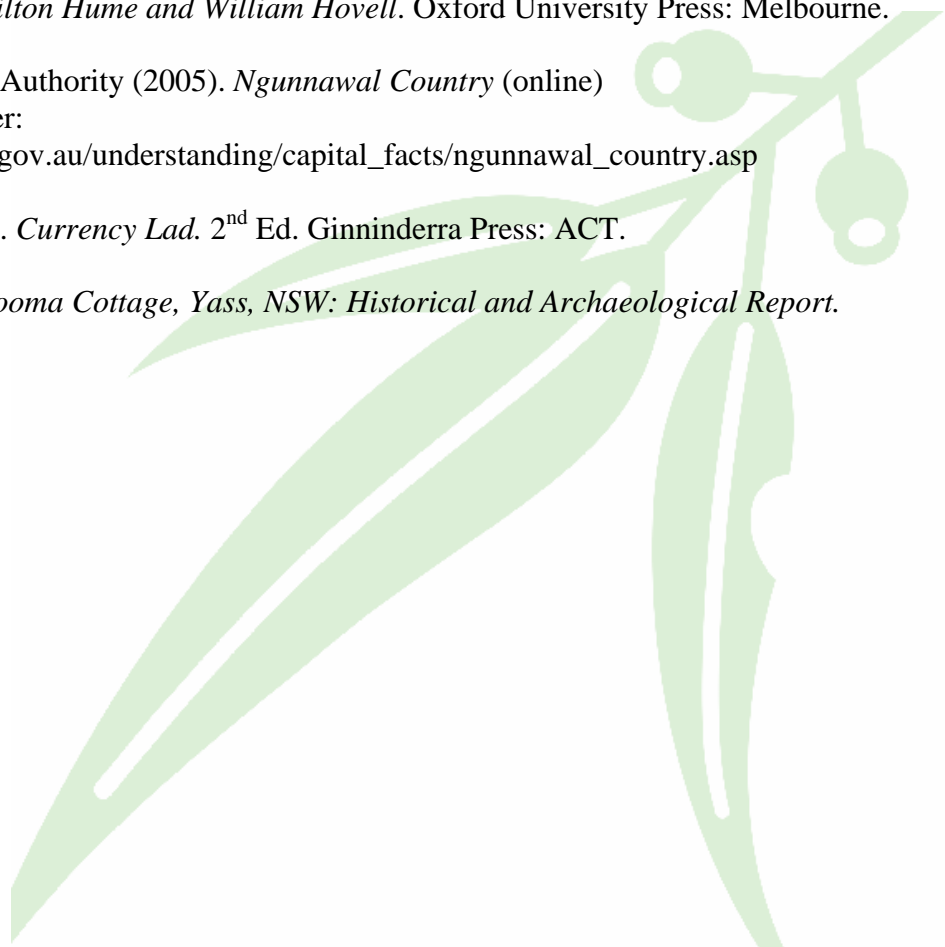 ilton Hume and William Hovell. Oxford University Press: Melbourne.
Authority (2005). Ngunnawal Country (online)
er:
gov.au/understanding/capital_facts/ngunnawal_country.asp
. Currency Lad. 2nd Ed. Ginninderra Press: ACT.
ooma Cottage, Yass, NSW: Historical and Archaeological Report.